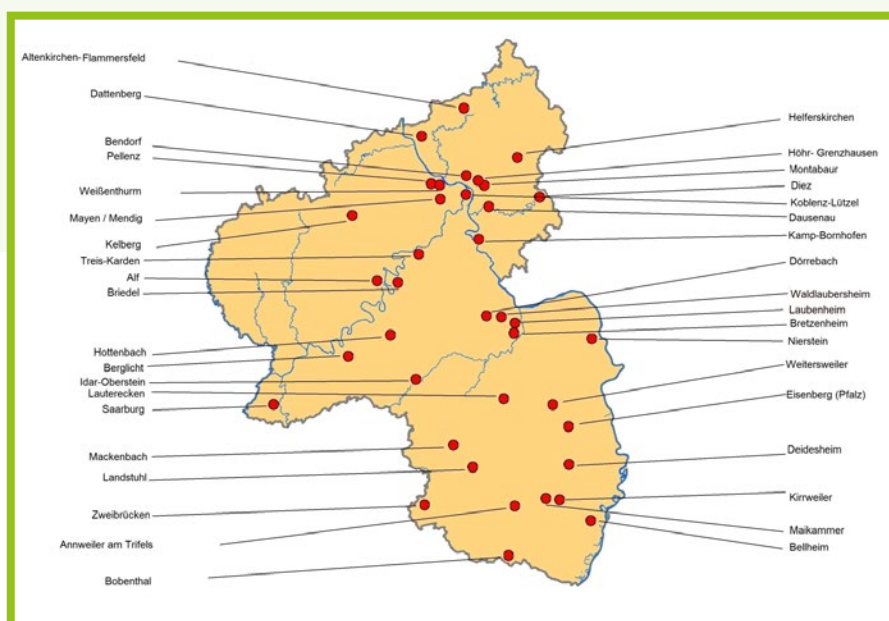 Altenkirchen-Flammersfeld
Dattenberg
Bendorf
Pellenz
Weißenthurm
Mayen / Mendig
Kelberg
Treis-Karden
Alf
Briedel
Hottenbach
Berglicht
Idar-Oberstein
Lauterecken
Saarburg
Mackenbach
Landstuhl
Zweibrücken
Annweiler am Trifels
Bobenthal
Helferskirchen
Höhr- Grenzhausen
Montabaur
Diez
Koblenz-Lützel
Dausenau
Kamp-Bornhofen
Dörrebach
Waldlaubersheim
Laubenheim
Bretzenheim
Nierstein
Weitersweiler
Eisenberg (Pfalz)
Deidesheim
Kirrweiler
Maikammer
Bellheim